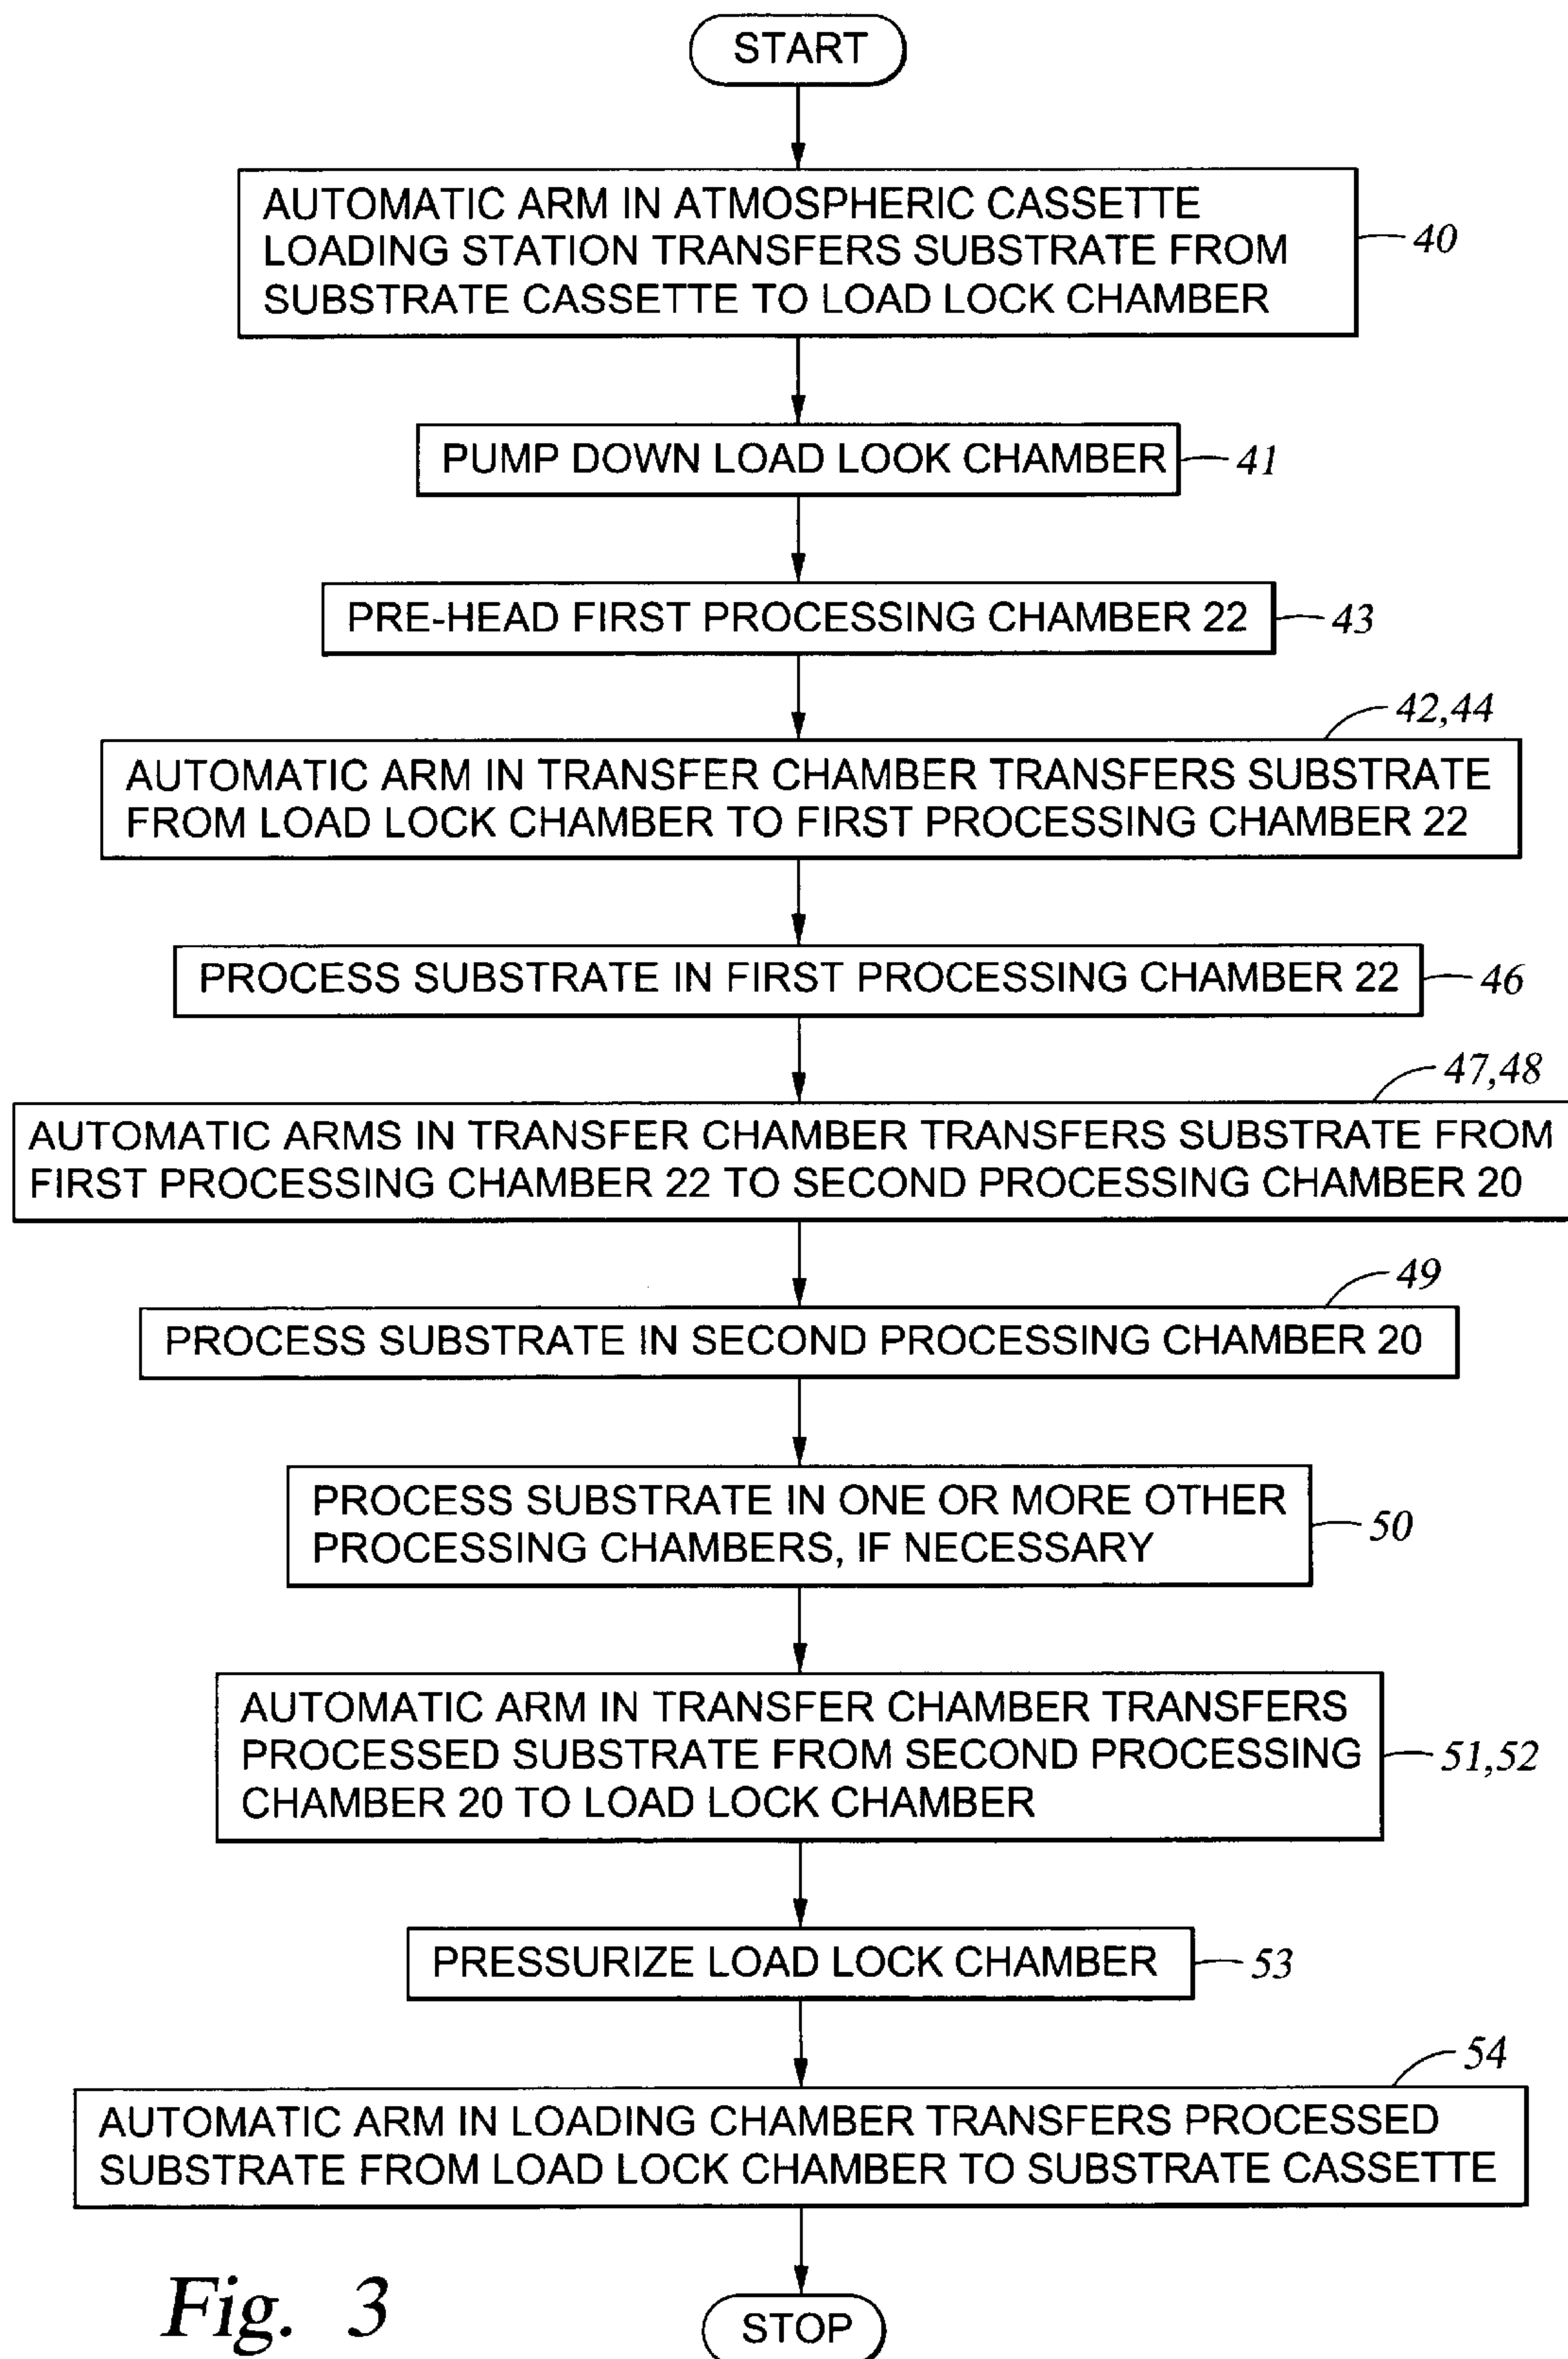 START
AUTOMATIC ARM IN ATMOSPHERIC CASSETTE
LOADING STATION TRANSFERS SUBSTRATE FROM
SUBSTRATE CASSETTE TO LOAD LOCK CHAMBER
40
PUMP DOWN LOAD LOOK CHAMBER
41
PRE-HEAD FIRST PROCESSING CHAMBER 22
43
42,44
AUTOMATIC ARM IN TRANSFER CHAMBER TRANSFERS SUBSTRATE
FROM LOAD LOCK CHAMBER TO FIRST PROCESSING CHAMBER 22
PROCESS SUBSTRATE IN FIRST PROCESSING CHAMBER 22
46
47,48
AUTOMATIC ARMS IN TRANSFER CHAMBER TRANSFERS SUBSTRATE FROM
FIRST PROCESSING CHAMBER 22 TO SECOND PROCESSING CHAMBER 20
49
PROCESS SUBSTRATE IN SECOND PROCESSING CHAMBER 20
PROCESS SUBSTRATE IN ONE OR MORE OTHER
PROCESSING CHAMBERS, IF NECESSARY
50
AUTOMATIC ARM IN TRANSFER CHAMBER TRANSFERS
PROCESSED SUBSTRATE FROM SECOND PROCESSING
CHAMBER 20 TO LOAD LOCK CHAMBER
51,52
PRESSURIZE LOAD LOCK CHAMBER
53
54
AUTOMATIC ARM IN LOADING CHAMBER TRANSFERS PROCESSED
SUBSTRATE FROM LOAD LOCK CHAMBER TO SUBSTRATE CASSETTE
STOP
Fig. 3